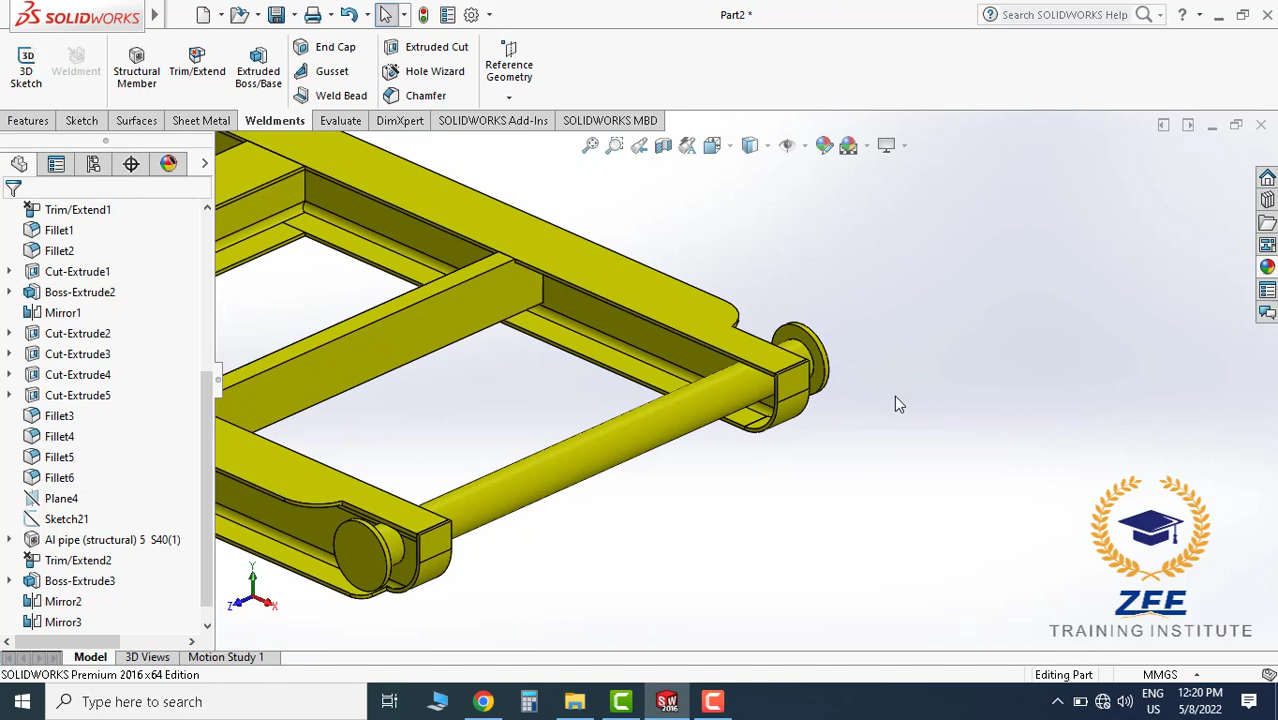 SOLIDWORKS
Part2 *
Search SOLIDWORKS Help
3D Sketch
Weldment
Structural Member
Trim/Extend
Extruded Boss/Base
End Cap
Gusset
Weld Bead
Extruded Cut
Hole Wizard
Chamfer
Reference Geometry
Features
Sketch
Surfaces
Sheet Metal
Weldments
Evaluate
DimXpert
SOLIDWORKS Add-Ins
SOLIDWORKS MBD
Trim/Extend1
Fillet1
Fillet2
Cut-Extrude1
Boss-Extrude2
Mirror1
Cut-Extrude2
Cut-Extrude3
Cut-Extrude4
Cut-Extrude5
Fillet3
Fillet4
Fillet5
Fillet6
Plane4
Sketch21
AI pipe (structural) 5 S40(1)
Trim/Extend2
Boss-Extrude3
Mirror2
Mirror3
Y
Z
X
ZEE
TRAINING INSTITUTE
Model
3D Views
Motion Study 1
SOLIDWORKS Premium 2016 x64 Edition
Editing Part
MMGS
Type here to search
SW
2016
ENG
US
12:20 PM
5/8/2022